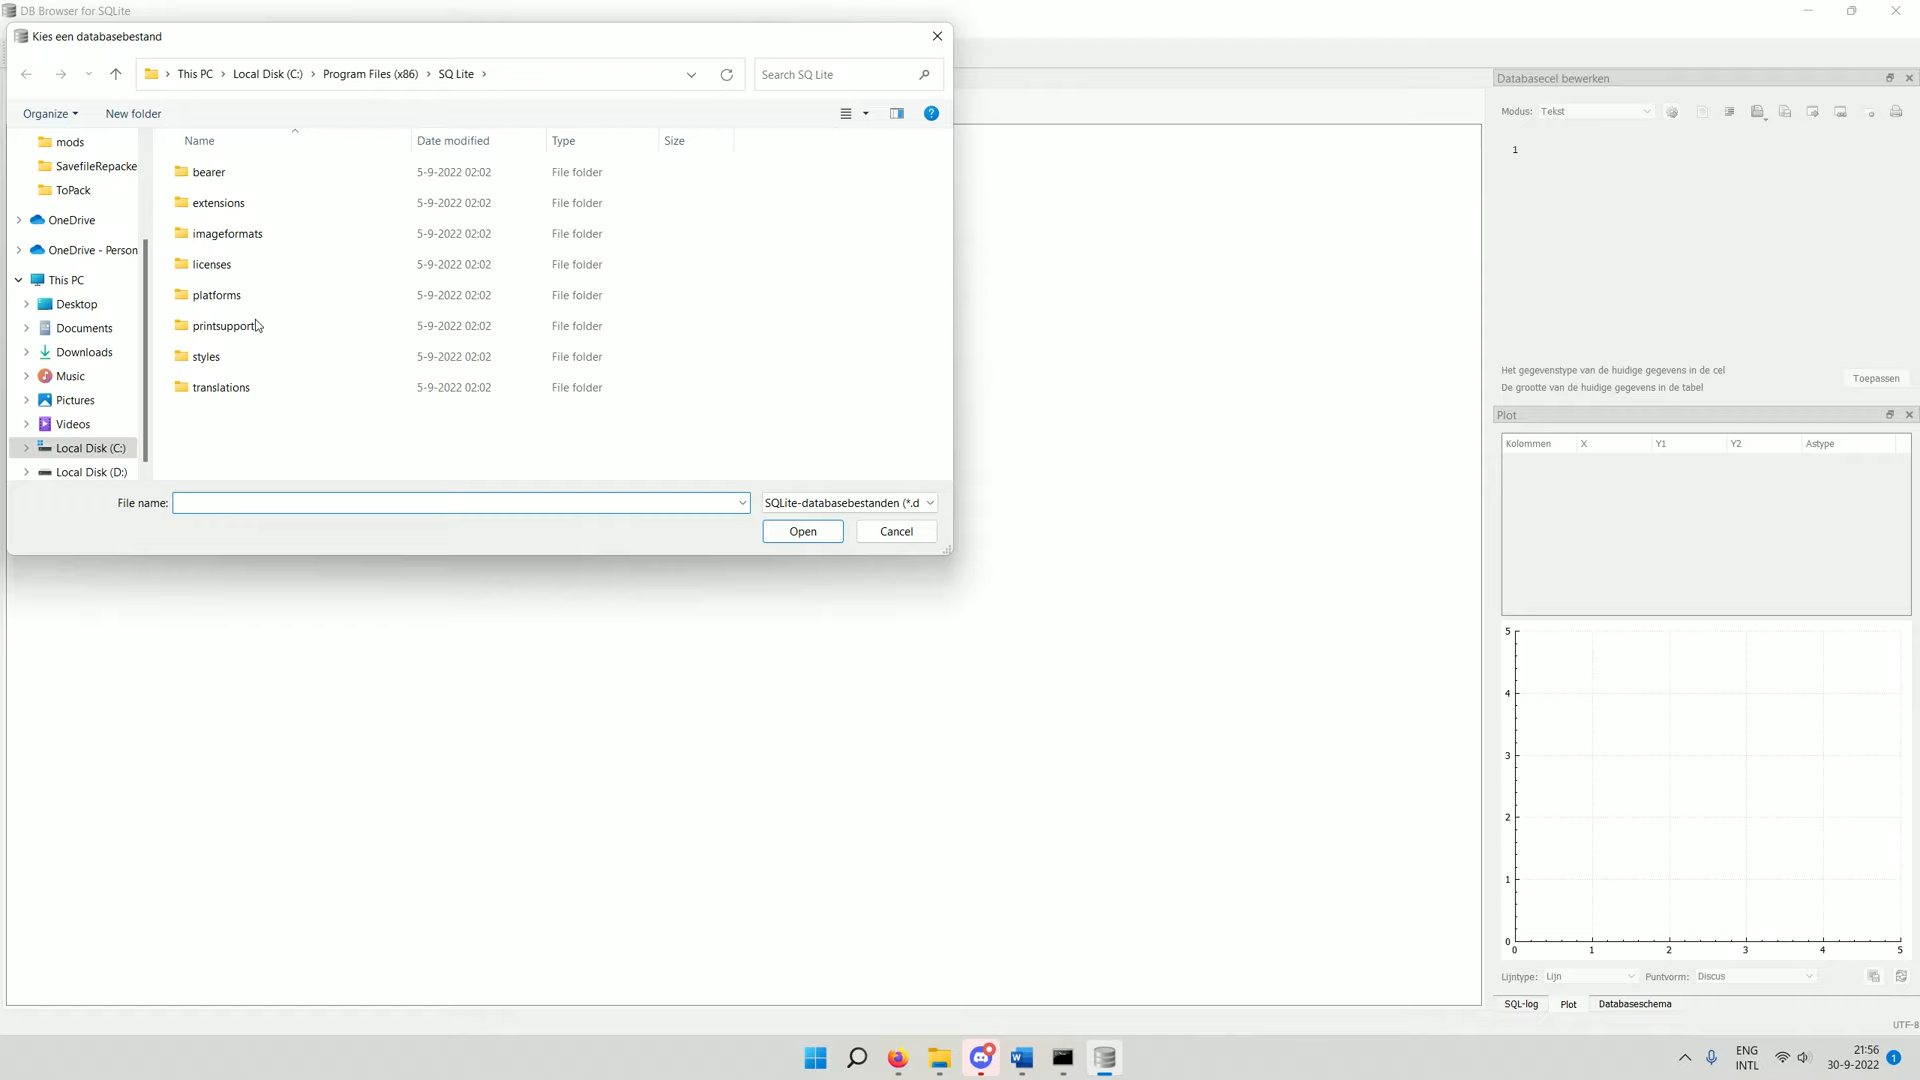 DB Browser for SQLite
Kies een databasebestand
This PC > Local Disk (C:) > Program Files (x86) > SQ Lite >
Search SQ Lite
Organize
New folder
Name
Date modified
Type
Size
mods
SavefileRepacke
ToPack
OneDrive
OneDrive - Person
This PC
Desktop
Documents
Downloads
Music
Pictures
Videos
Local Disk (C:)
Local Disk (D:)
bearer 5-9-2022 02:02 File folder
extensions 5-9-2022 02:02 File folder
imageformats 5-9-2022 02:02 File folder
licenses 5-9-2022 02:02 File folder
platforms 5-9-2022 02:02 File folder
printsupport 5-9-2022 02:02 File folder
styles 5-9-2022 02:02 File folder
translations 5-9-2022 02:02 File folder
File name:
SQLite-databasebestanden (*.d
Open
Cancel
Databasecel bewerken
Modus: Tekst
1
Het gegevenstype van de huidige gegevens in de cel
De grootte van de huidige gegevens in de tabel
Toepassen
Plot
Kolommen X Y1 Y2 Astype
5
4
3
2
1
0
0 1 2 3 4 5
Lijntype: Lijn Puntvorm: Discus
SQL-log Plot Databaseschema
UTF-8
ENG
INTL
21:56
30-9-2022
1